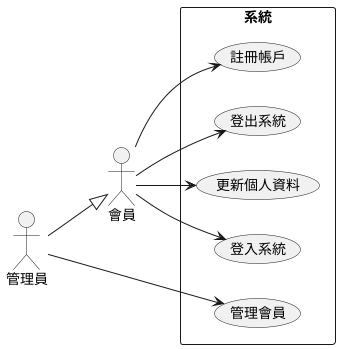 系統
註冊帳戶
登出系統
更新個人資料
會員
登入系統
管理員
管理會員